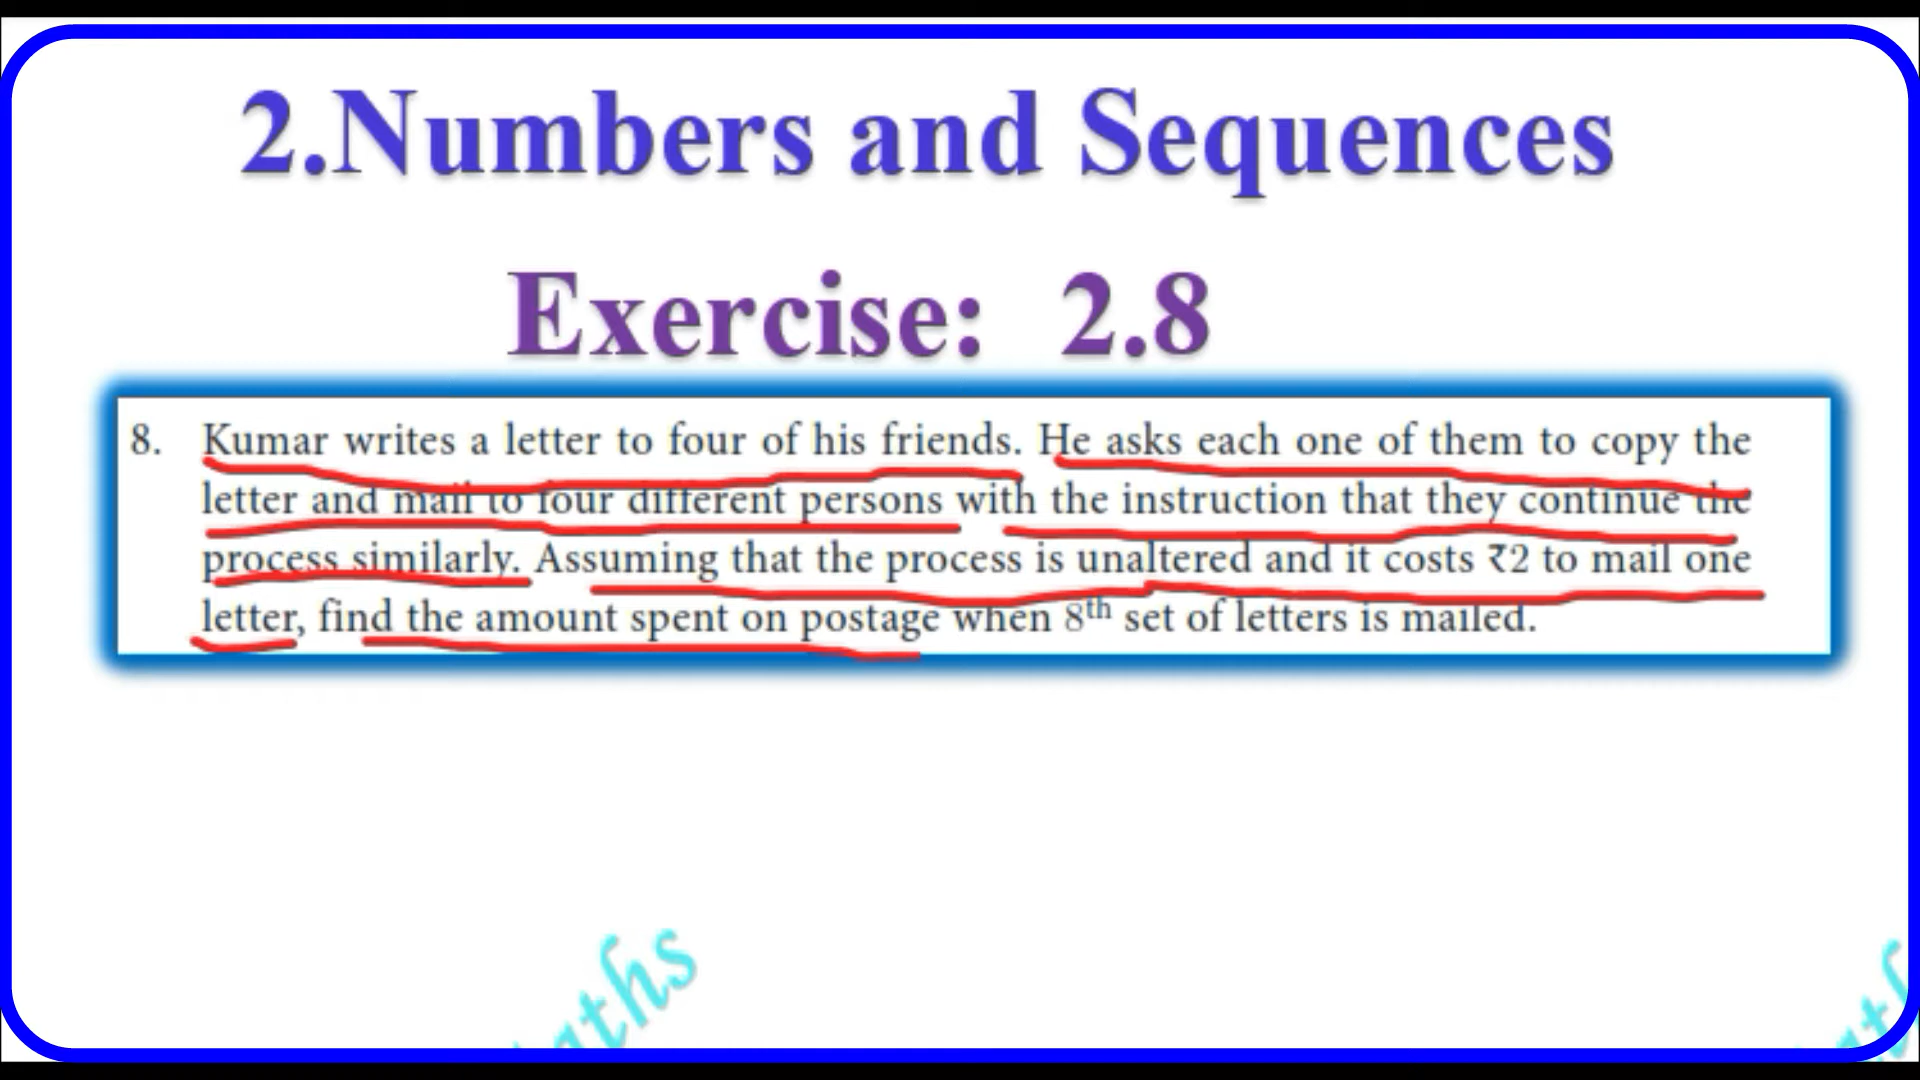 2.Numbers and Sequences
Exercise: 2.8
8. Kumar writes a letter to four of his friends. He asks each one of them to copy the
letter and mail to four different persons with the instruction that they continue the
process similarly. Assuming that the process is unaltered and it costs ₹2 to mail one
letter, find the amount spent on postage when 8th set of letters is mailed.